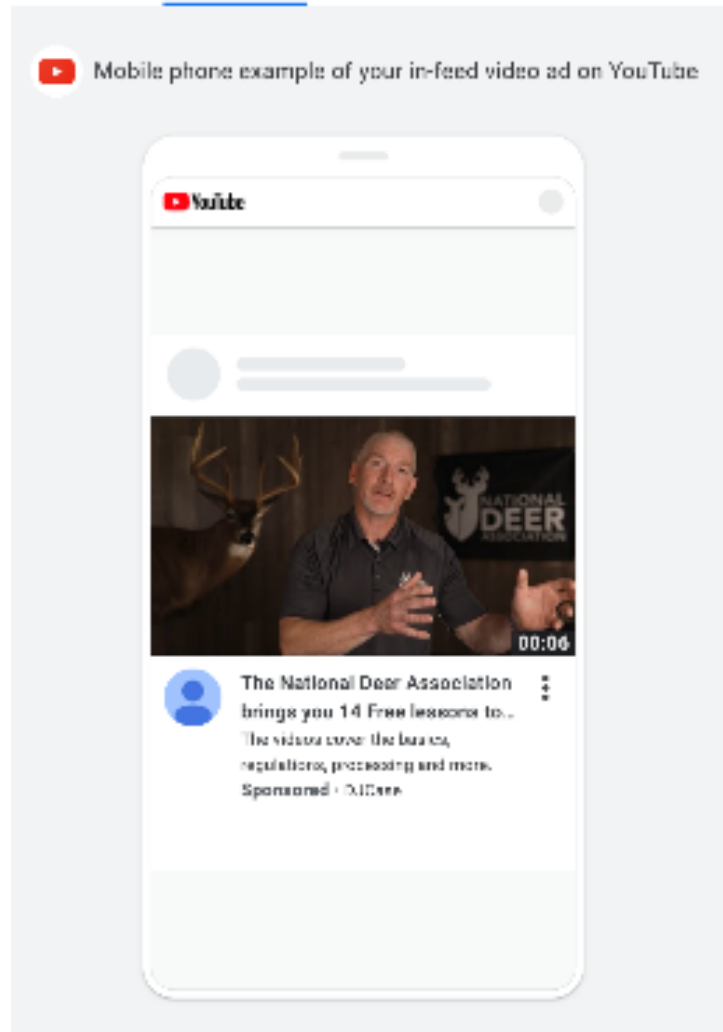 Mobile phone example of your in-feed video ad on YouTube
YouTube
NATIONAL
DEER
ASSOCIATION
00:06
The National Deer Association
brings you 14 Free lessons to...
The videos cover the basics,
regulations, processing and more.
Sponsored · DJCase